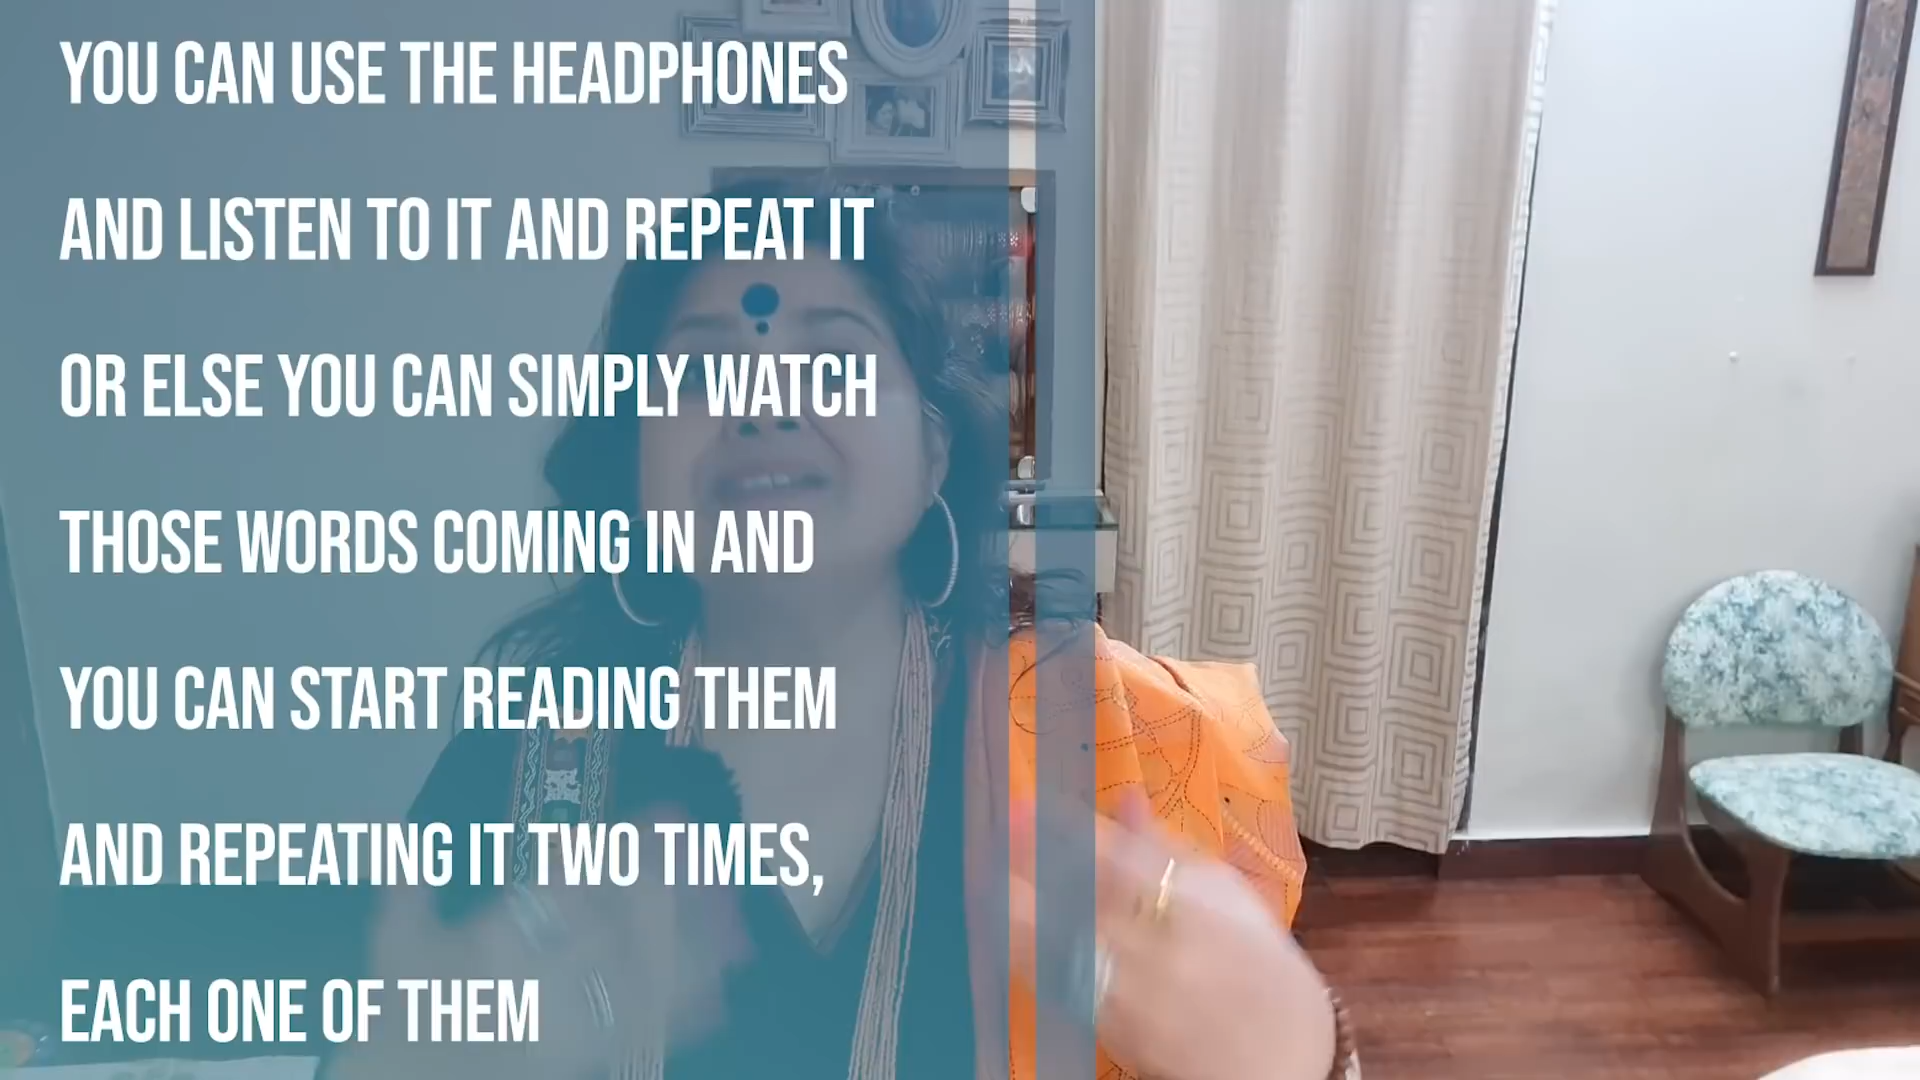 YOU CAN USE THE HEADPHONES
AND LISTEN TO IT AND REPEAT IT
OR ELSE YOU CAN SIMPLY WATCH
THOSE WORDS COMING IN AND
YOU CAN START READING THEM
AND REPEATING IT TWO TIMES,
EACH ONE OF THEM